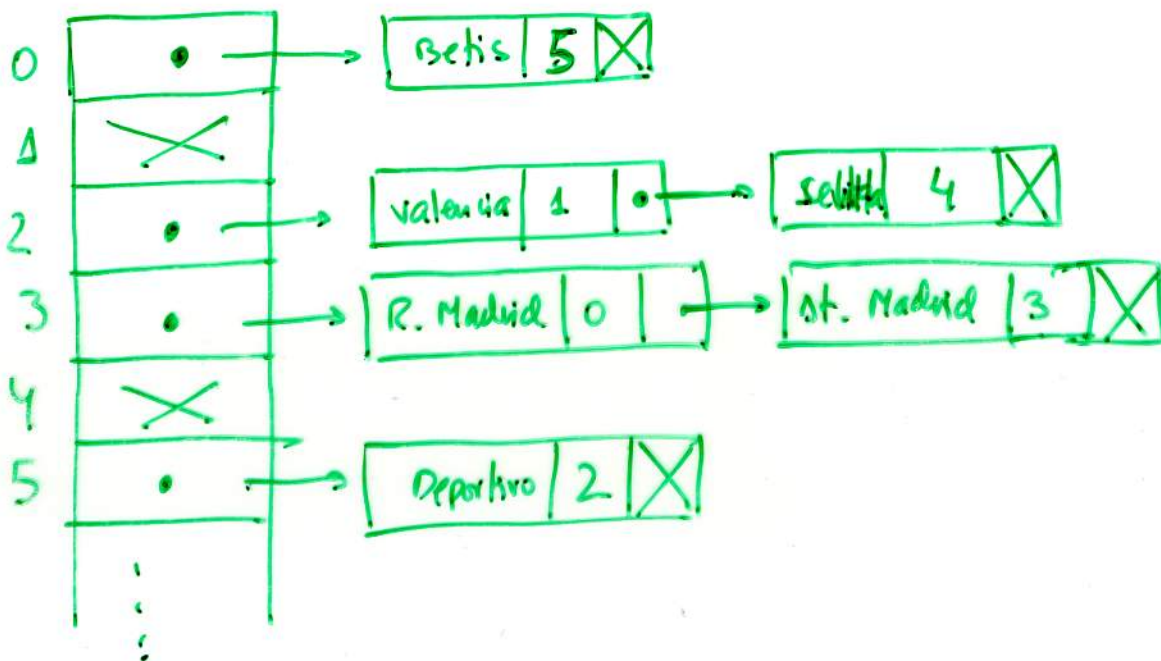 0 Betis 5
1
2 Valencia 1 Sevilla 4
3 R. Madrid 0 At. Madrid 3
4
5 Deportivo 2